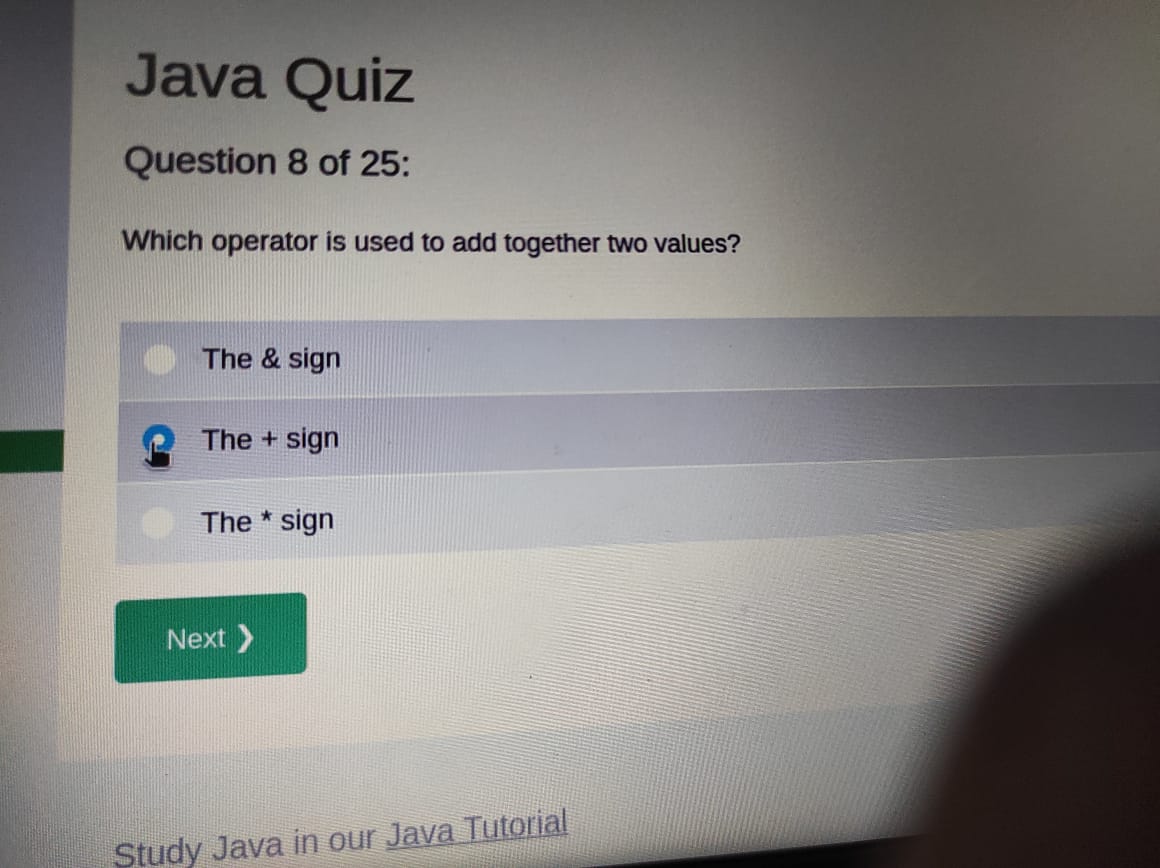 Java Quiz
Question 8 of 25:
Which operator is used to add together two values?
The & sign
The + sign
The * sign
Next ❯
Study Java in our Java Tutorial